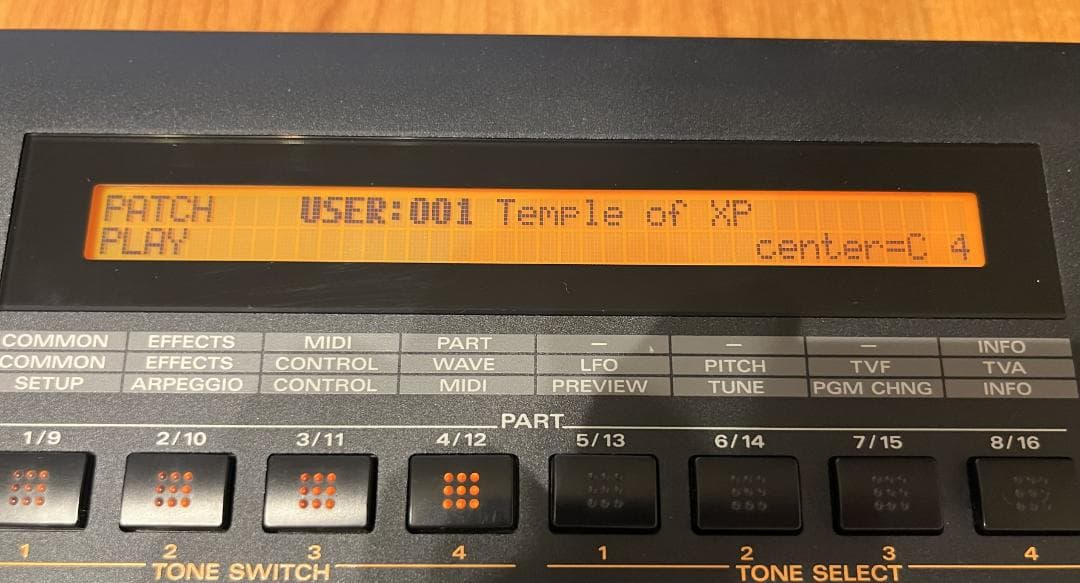 PATCH USER:001 Temple of XP
PLAY center=C 4
COMMON EFFECTS MIDI PART — — — INFO
COMMON EFFECTS CONTROL WAVE LFO PITCH TVF TVA
SETUP ARPEGGIO CONTROL MIDI PREVIEW TUNE PGM CHNG INFO
PART
1/9 2/10 3/11 4/12 5/13 6/14 7/15 8/16
1 2 3 4 1 2 3 4
TONE SWITCH TONE SELECT